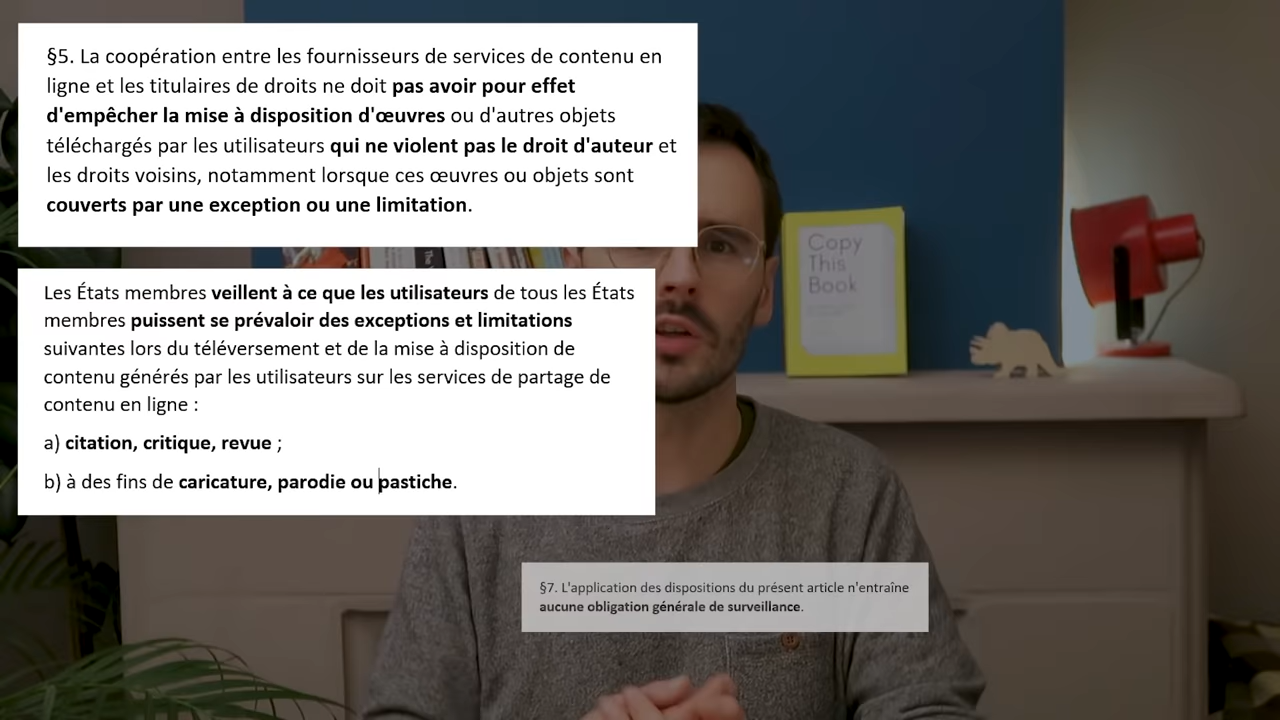 §5. La coopération entre les fournisseurs de services de contenu en
ligne et les titulaires de droits ne doit pas avoir pour effet
d'empêcher la mise à disposition d'œuvres ou d'autres objets
téléchargés par les utilisateurs qui ne violent pas le droit d'auteur et
les droits voisins, notamment lorsque ces œuvres ou objets sont
couverts par une exception ou une limitation.
Les États membres veillent à ce que les utilisateurs de tous les États
membres puissent se prévaloir des exceptions et limitations
suivantes lors du téléversement et de la mise à disposition de
contenu générés par les utilisateurs sur les services de partage de
contenu en ligne :
a) citation, critique, revue ;
b) à des fins de caricature, parodie ou pastiche.
§7. L'application des dispositions du présent article n'entraîne
aucune obligation générale de surveillance.
Copy
This
Book